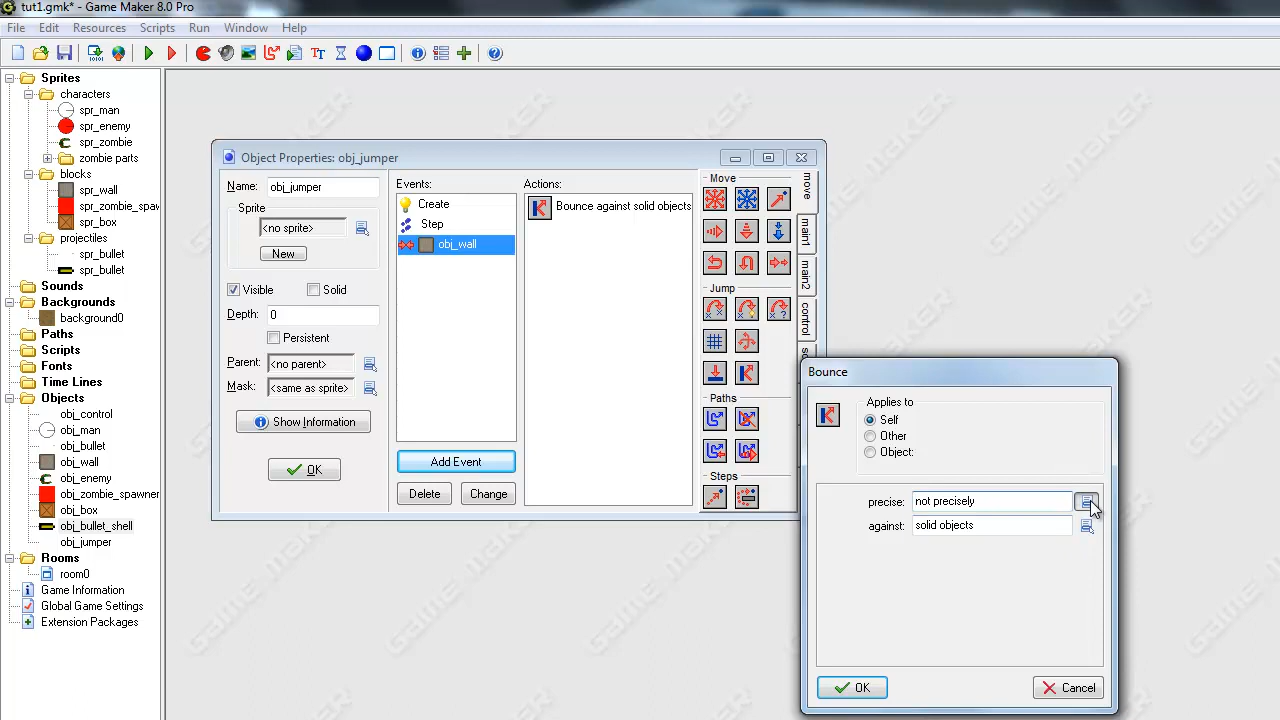 tut1.gmk* - Game Maker 8.0 Pro
File Edit Resources Scripts Run Window Help
Sprites
characters
spr_man
spr_enemy
spr_zombie
zombie parts
blocks
spr_wall
spr_zombie_spaw
spr_box
projectiles
spr_bullet
spr_bullet
Sounds
Backgrounds
background0
Paths
Scripts
Fonts
Time Lines
Objects
obj_control
obj_man
obj_bullet
obj_wall
obj_enemy
obj_zombie_spawner
obj_box
obj_bullet_shell
obj_jumper
Rooms
room0
Game Information
Global Game Settings
Extension Packages
Object Properties: obj_jumper
Name: obj_jumper
Sprite
<no sprite>
New
Visible Solid
Depth: 0
Persistent
Parent: <no parent>
Mask: <same as sprite>
Show Information
OK
Events:
Create
Step
obj_wall
Add Event
Delete Change
Actions:
Bounce against solid objects
Move
Jump
Paths
Steps
move
main1
main2
control
Bounce
Applies to
Self
Other
Object:
precise: not precisely
against: solid objects
OK Cancel
GAME MAKER